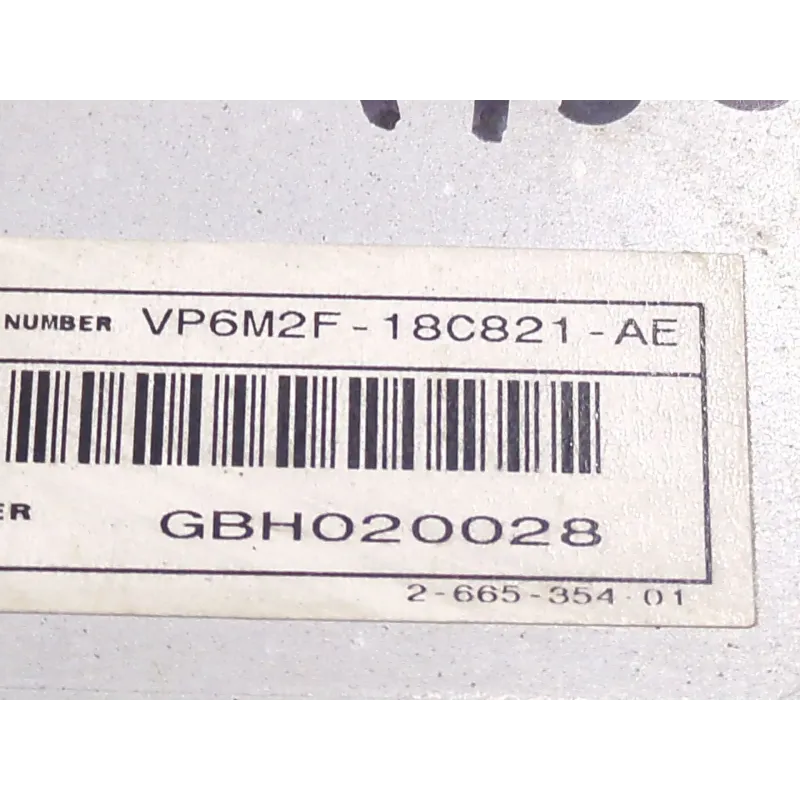 NUMBER VP6M2F-18C821-AE
ER GBH020028
2-665-354-01